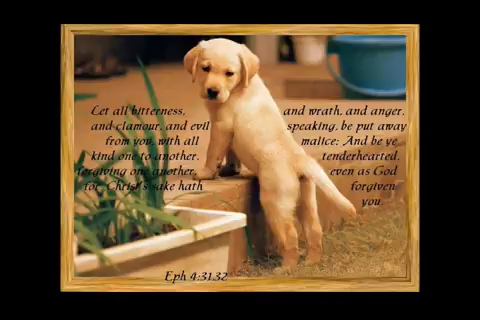 Let all bitterness, and wrath, and anger,
and clamour, and evil speaking, be put away
from you, with all malice: And be ye
kind one to another, tenderhearted,
forgiving one another, even as God
for Christ's sake hath forgiven
you.
Eph 4:31,32